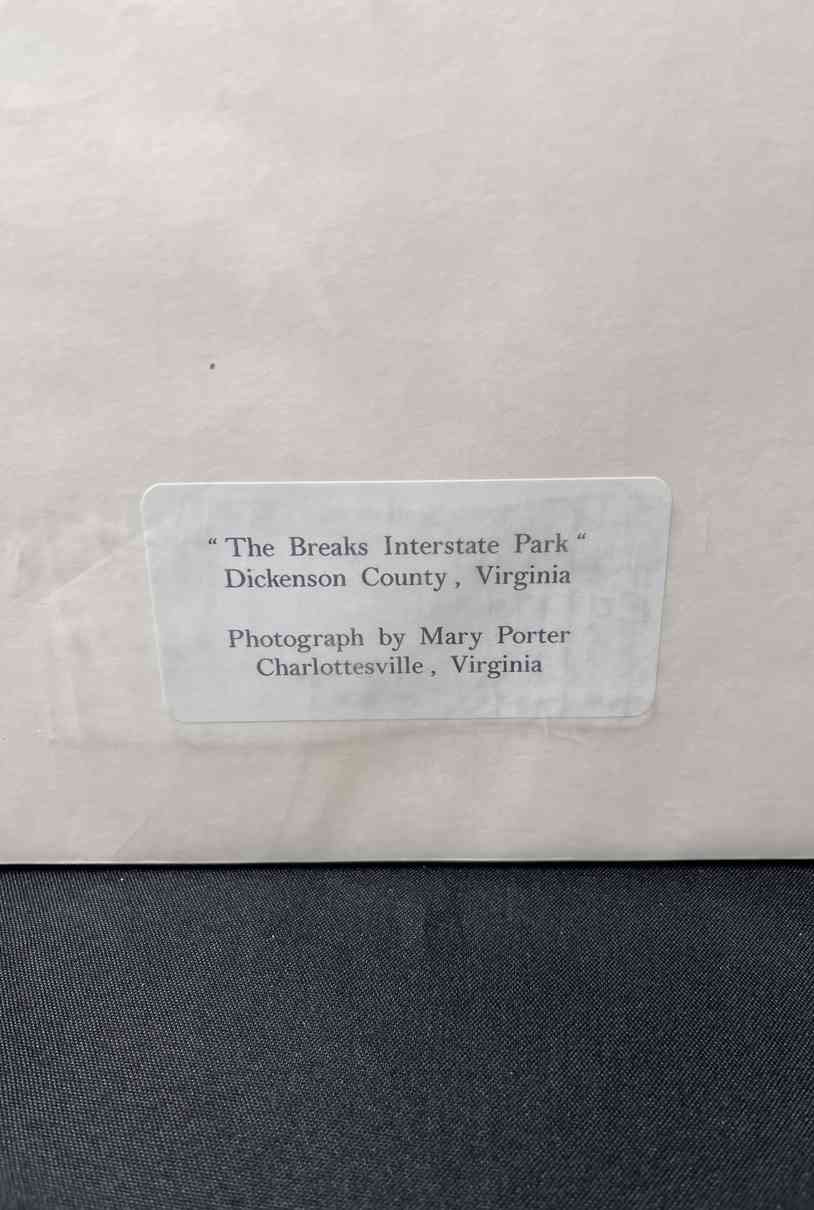 “ The Breaks Interstate Park “
Dickenson County , Virginia
Photograph by Mary Porter
Charlottesville , Virginia